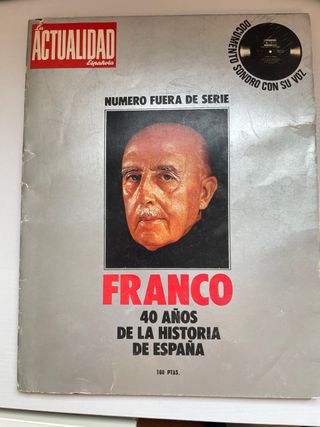 La
ACTUALIDAD
Española
DOCUMENTO SONORO CON SU VOZ
NUMERO FUERA DE SERIE
FRANCO
40 AÑOS
DE LA HISTORIA
DE ESPAÑA
100 PTAS.